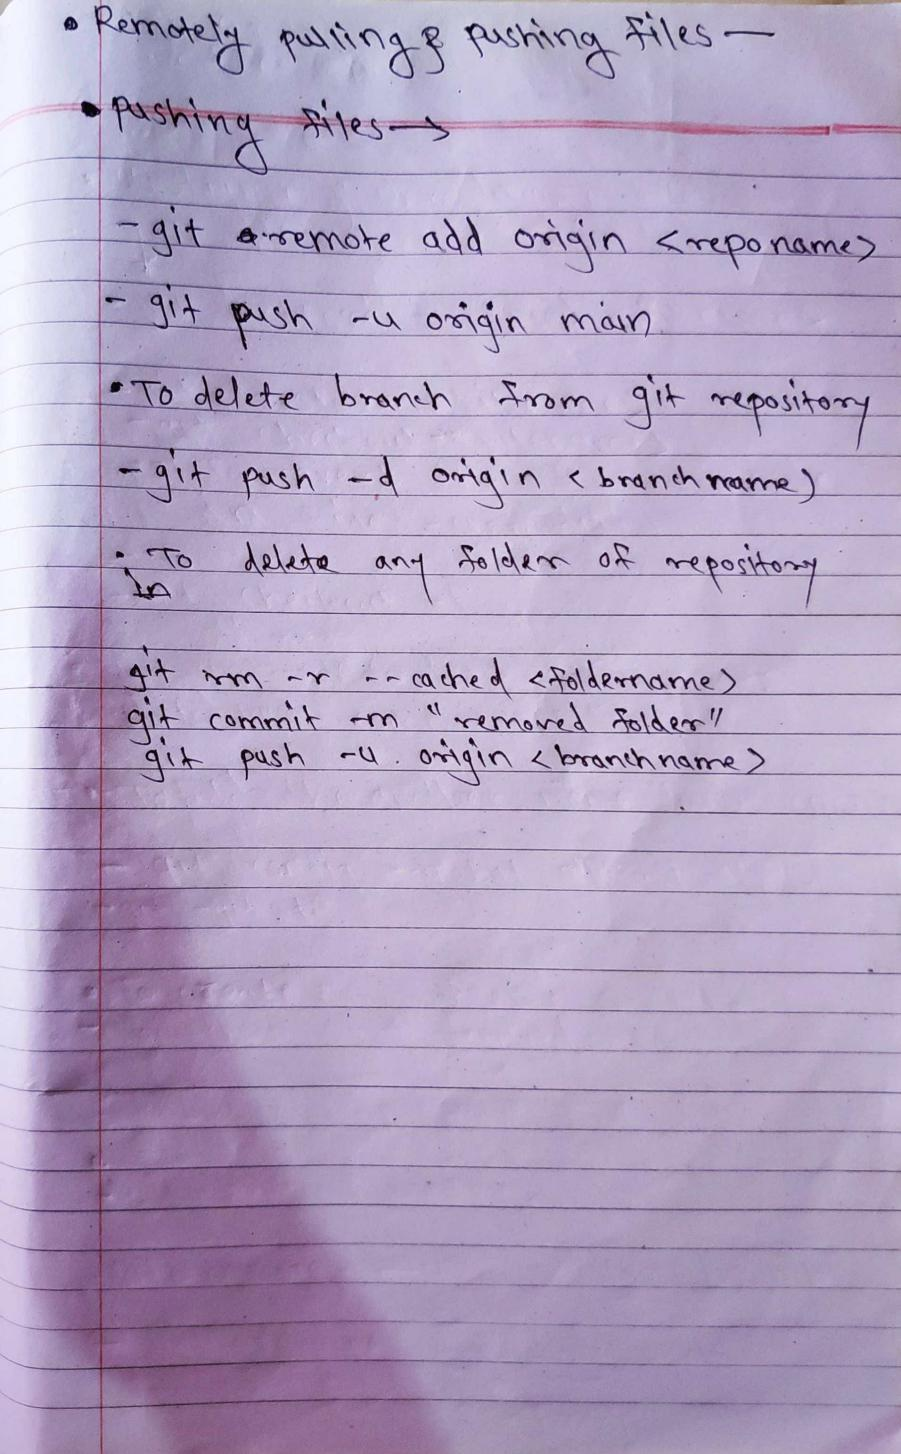 • Remotely pulling & pushing files —
• pushing files →
- git remote add origin <reponame>
- git push -u origin main
• To delete branch from git repository
- git push -d origin <branchname>
• To delete any folder of repository
In
git rm -r --cached <foldername>
git commit -m "removed folder"
git push -u origin <branchname>